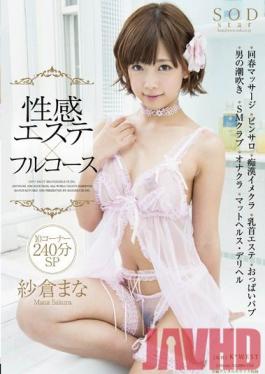 SOD
star
・回春マッサージ・ピンサロ・痴漢イメクラ・乳首エステ・おっぱいパブ
・男の潮吹き・SMクラブ・オナクラ・マットヘルス・デリヘル
性感
エステ
×
フルコース
10コーナー
240分
SP
紗倉まな
Mana Sakura
K*WEST
JAVHD